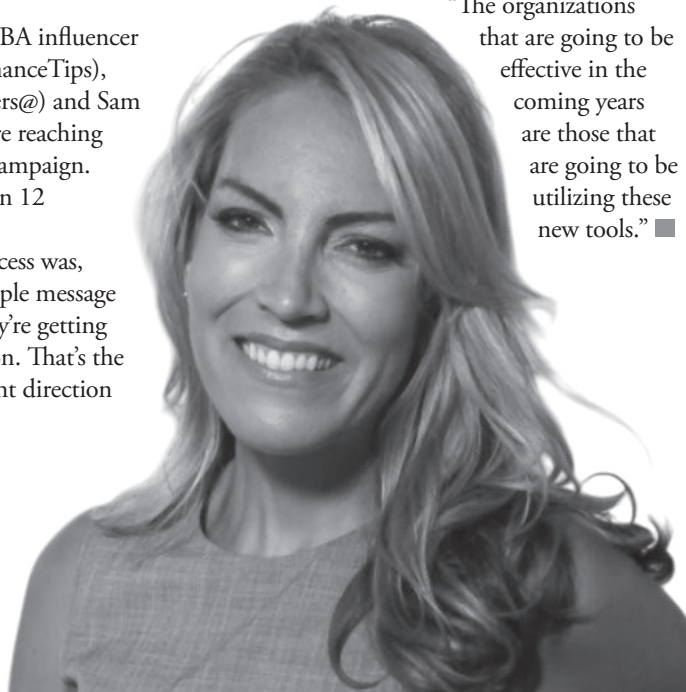 BA influencer
anceTips),
ers@) and Sam
e reaching
ampaign.
n 12
cess was,
ple message
y're getting
on. That's the
nt direction
"The organizations
that are going to be
effective in the
coming years
are those that
are going to be
utilizing these
new tools."